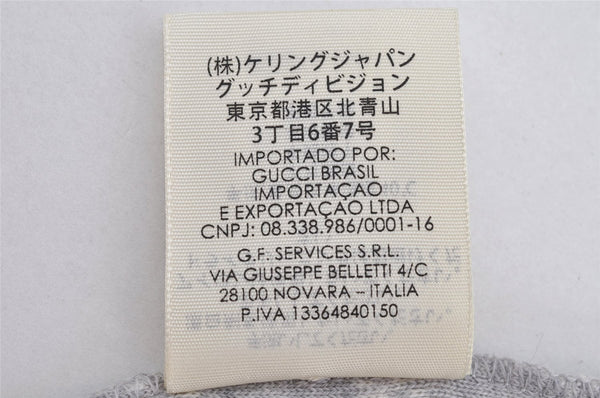 (株)ケリングジャパン
グッチディビジョン
東京都港区北青山
3丁目6番7号
IMPORTADO POR:
GUCCI BRASIL
IMPORTAÇAO
E EXPORTAÇAO LTDA
CNPJ: 08.338.986/0001-16
G.F. SERVICES S.R.L.
VIA GIUSEPPE BELLETTI 4/C
28100 NOVARA – ITALIA
P.IVA 13364840150